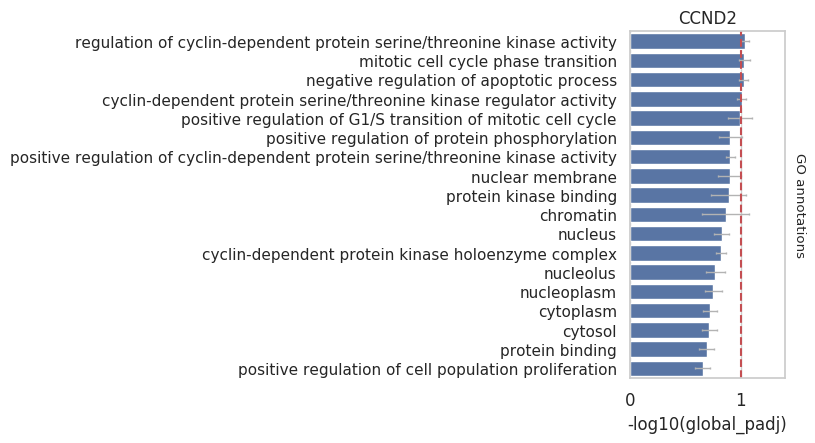 CCND2
regulation of cyclin-dependent protein serine/threonine kinase activity
mitotic cell cycle phase transition
negative regulation of apoptotic process
cyclin-dependent protein serine/threonine kinase regulator activity
positive regulation of G1/S transition of mitotic cell cycle
positive regulation of protein phosphorylation
positive regulation of cyclin-dependent protein serine/threonine kinase activity
nuclear membrane
protein kinase binding
chromatin
nucleus
cyclin-dependent protein kinase holoenzyme complex
nucleolus
nucleoplasm
cytoplasm
cytosol
protein binding
positive regulation of cell population proliferation
GO annotations
0 1
-log10(global_padj)